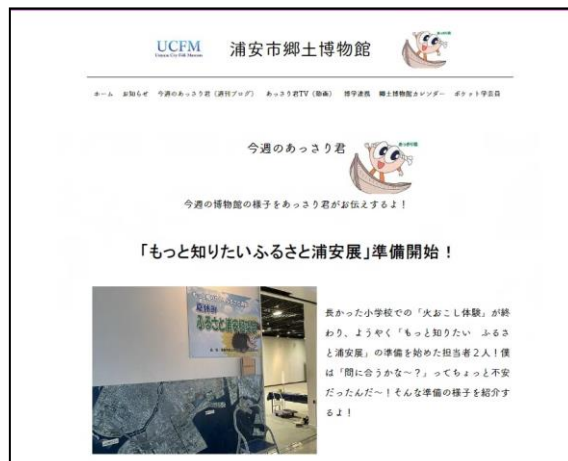 UCFM
浦安市郷土博物館
ホーム お知らせ 今週のあっさり君（週刊ブログ） あっさり君TV（動画） 博学連携 郷土博物館カレンダー ポケット学芸員
今週のあっさり君
今週の博物館の様子をあっさり君がお伝えするよ！
「もっと知りたいふるさと浦安展」準備開始！
ふるさと浦安
長かった小学校での「火おこし体験」が終
わり、ようやく「もっと知りたい ふるさ
と浦安展」の準備を始めた担当者２人！僕
は「間に合うかな～？」ってちょっと不安
だったんだ～！そんな準備の様子を紹介す
るよ！